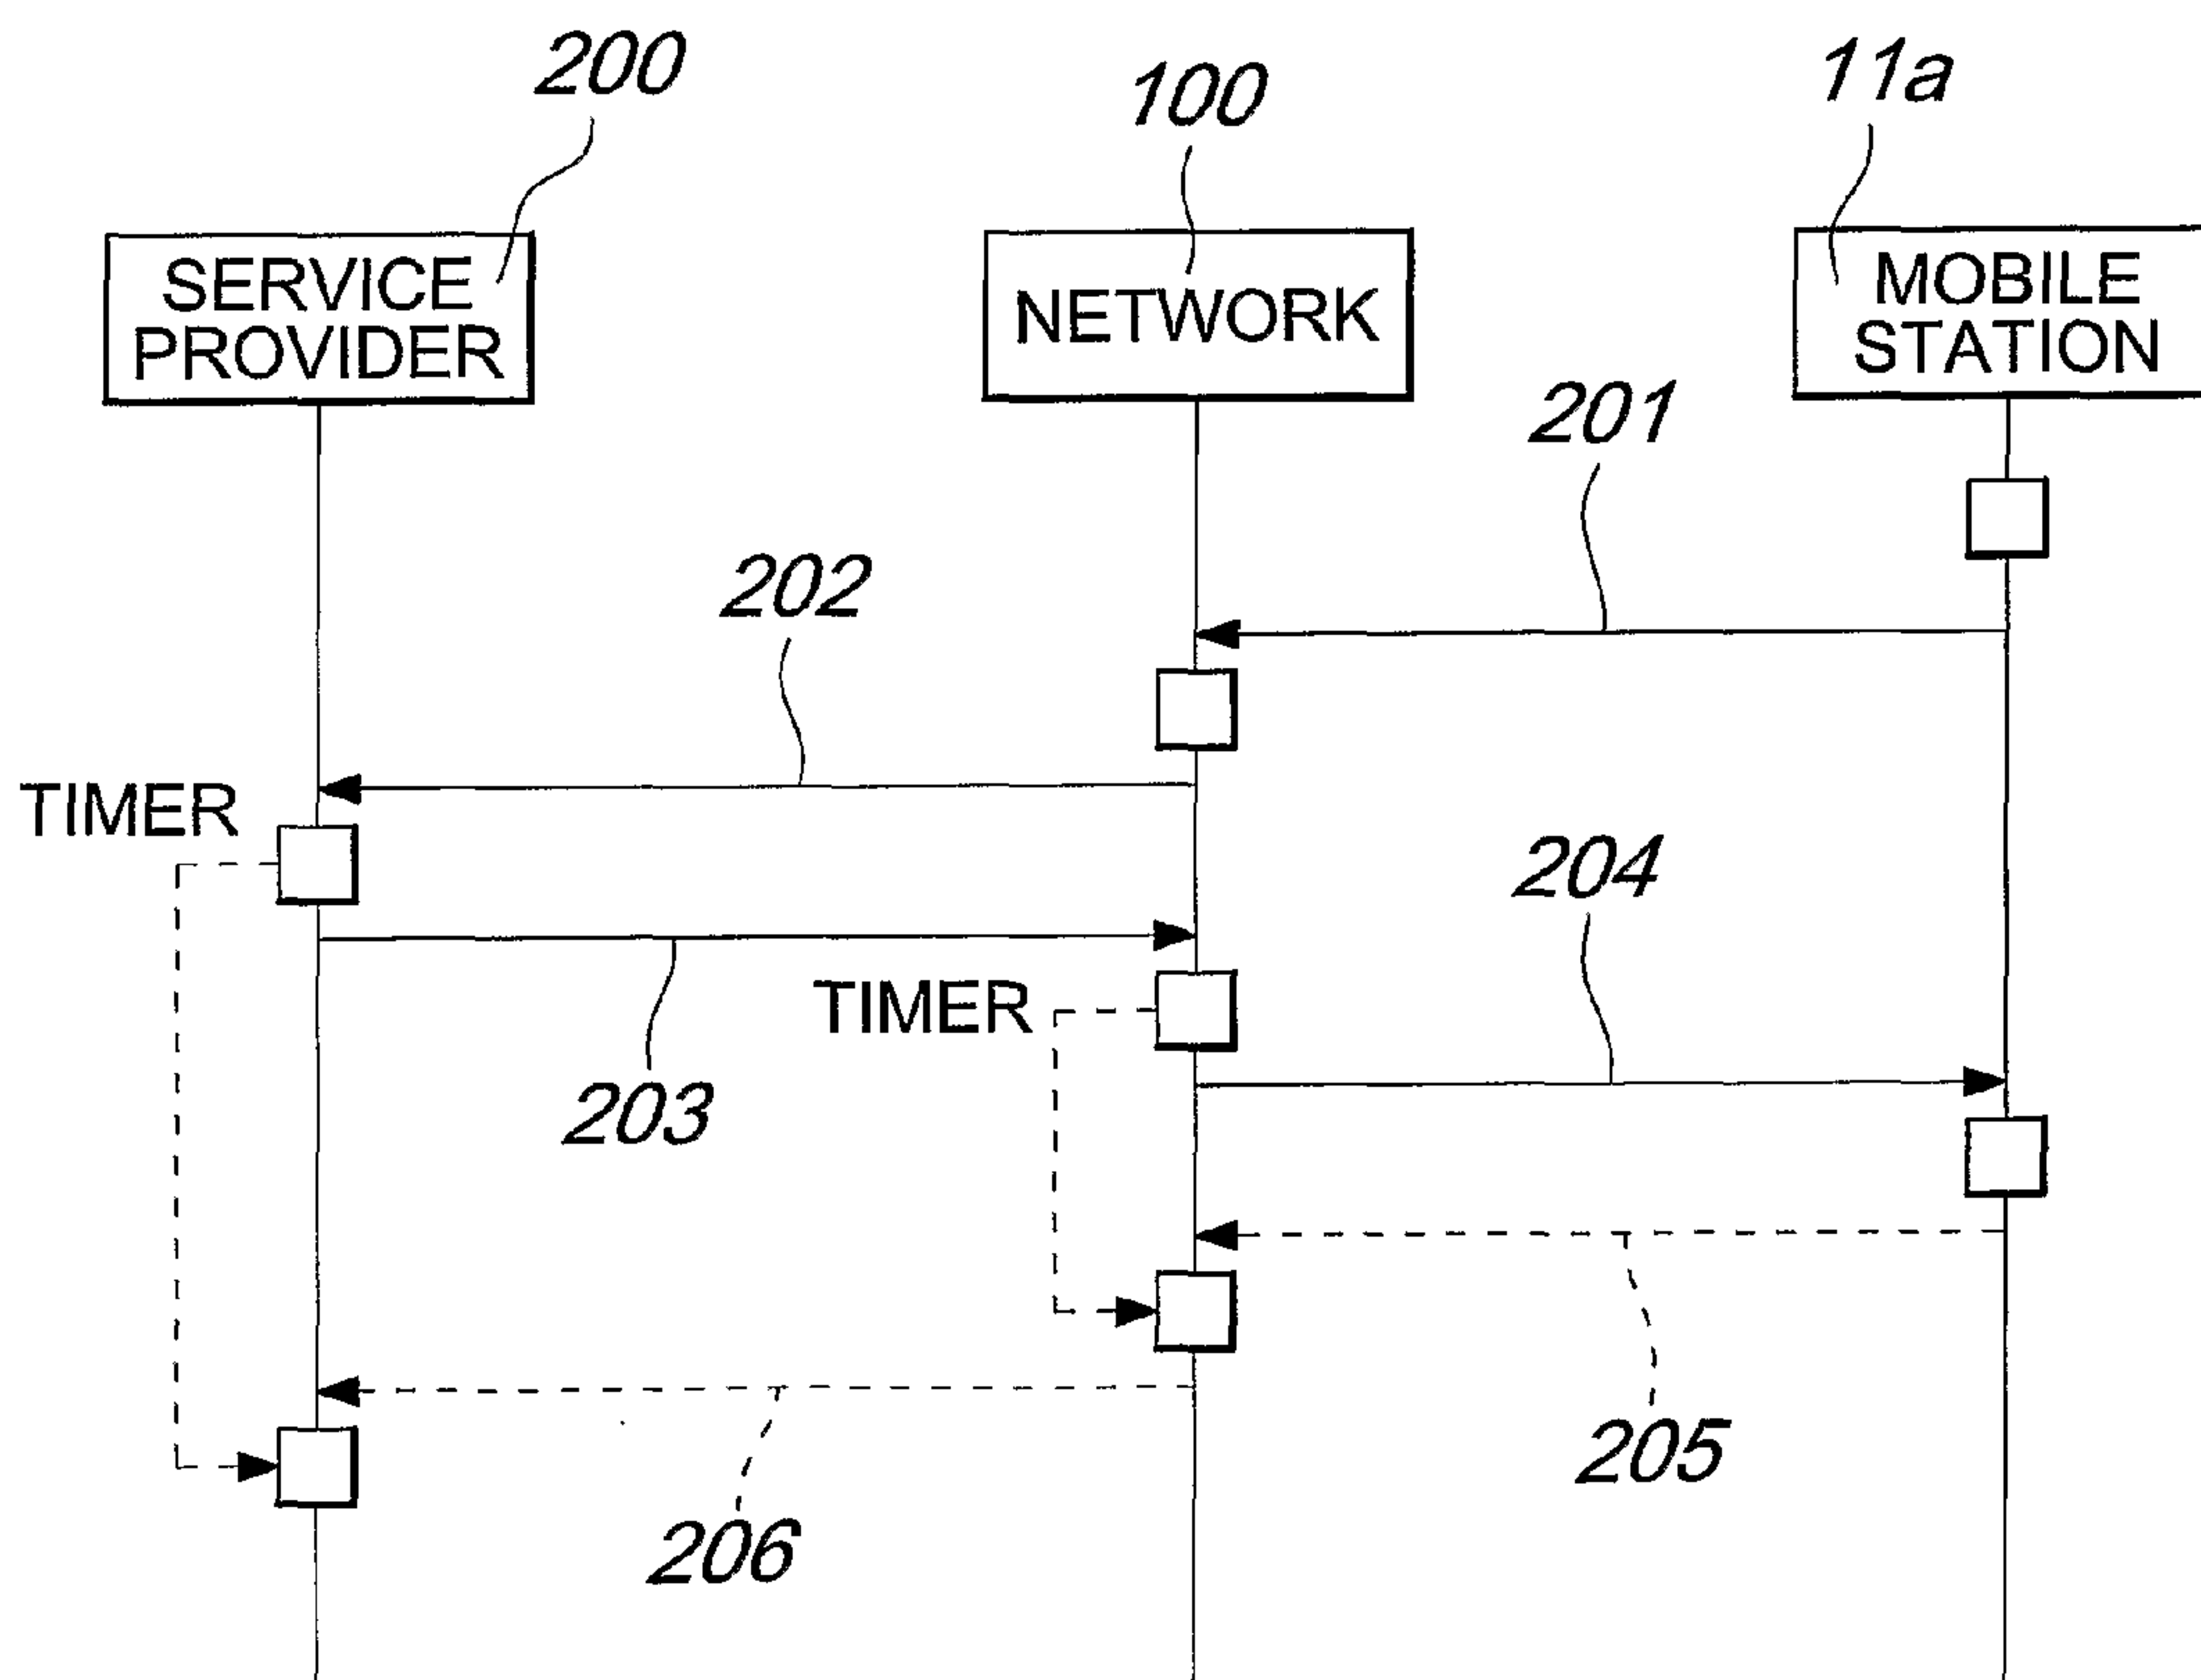 200
100
11a
SERVICE
PROVIDER
NETWORK
MOBILE
STATION
201
202
TIMER
204
TIMER
203
205
206